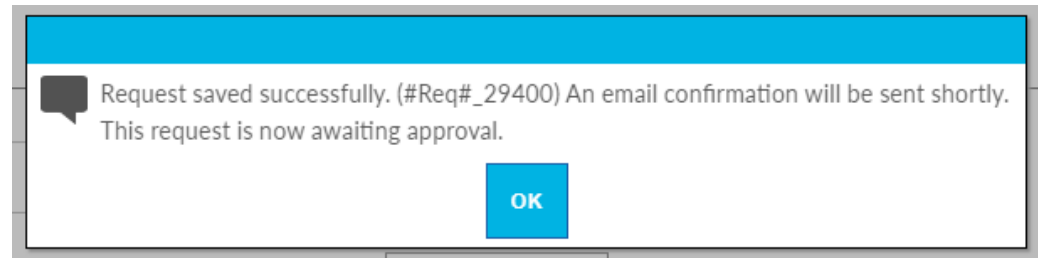 Request saved successfully. (#Req#_29400) An email confirmation will be sent shortly.
This request is now awaiting approval.
OK